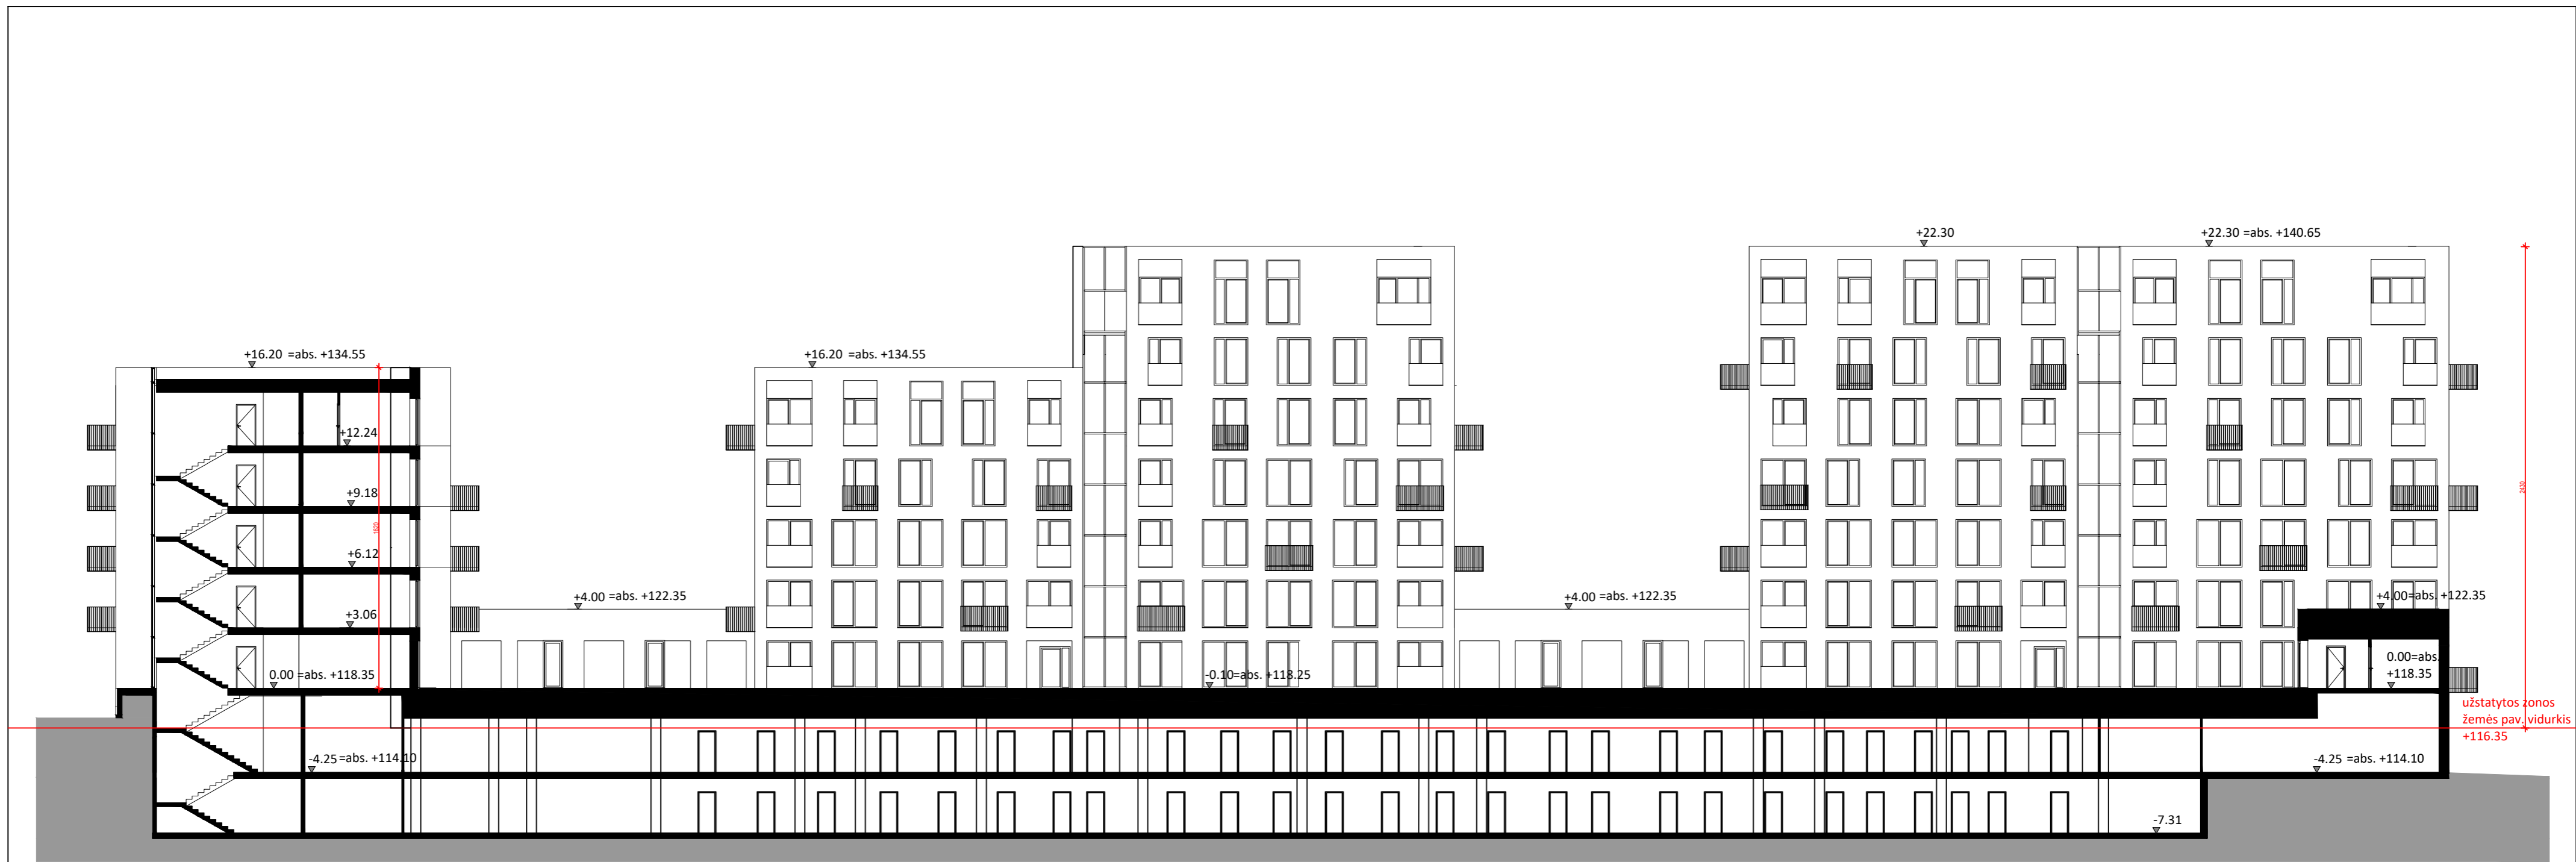 +22.30
+22.30 =abs. +140.65
+16.20 =abs. +134.55
+16.20 =abs. +134.55
+12.24
+9.18
2430
1620
+6.12
+4.00 =abs. +122.35
+4.00 =abs. +122.35
+4.00=abs. +122.35
+3.06
0.00 =abs. +118.35
-0.10=abs. +118.25
0.00=abs.
+118.35
užstatytos zonos
žemės pav. vidurkis
+116.35
-4.25 =abs. +114.10
-4.25 =abs. +114.10
-7.31